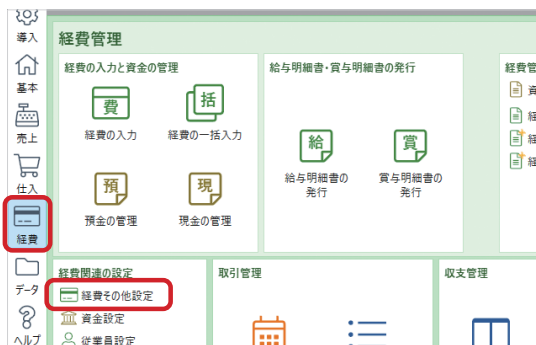 導入
基本
売上
仕入
経費
データ
ヘルプ
経費管理
経費の入力と資金の管理
費
経費の入力
括
経費の一括入力
預
預金の管理
現
現金の管理
給与明細書・賞与明細書の発行
給
給与明細書の
発行
賞
賞与明細書の
発行
経費管
資
経
経
経
経費関連の設定
経費その他設定
資金設定
従業員設定
取引管理
収支管理